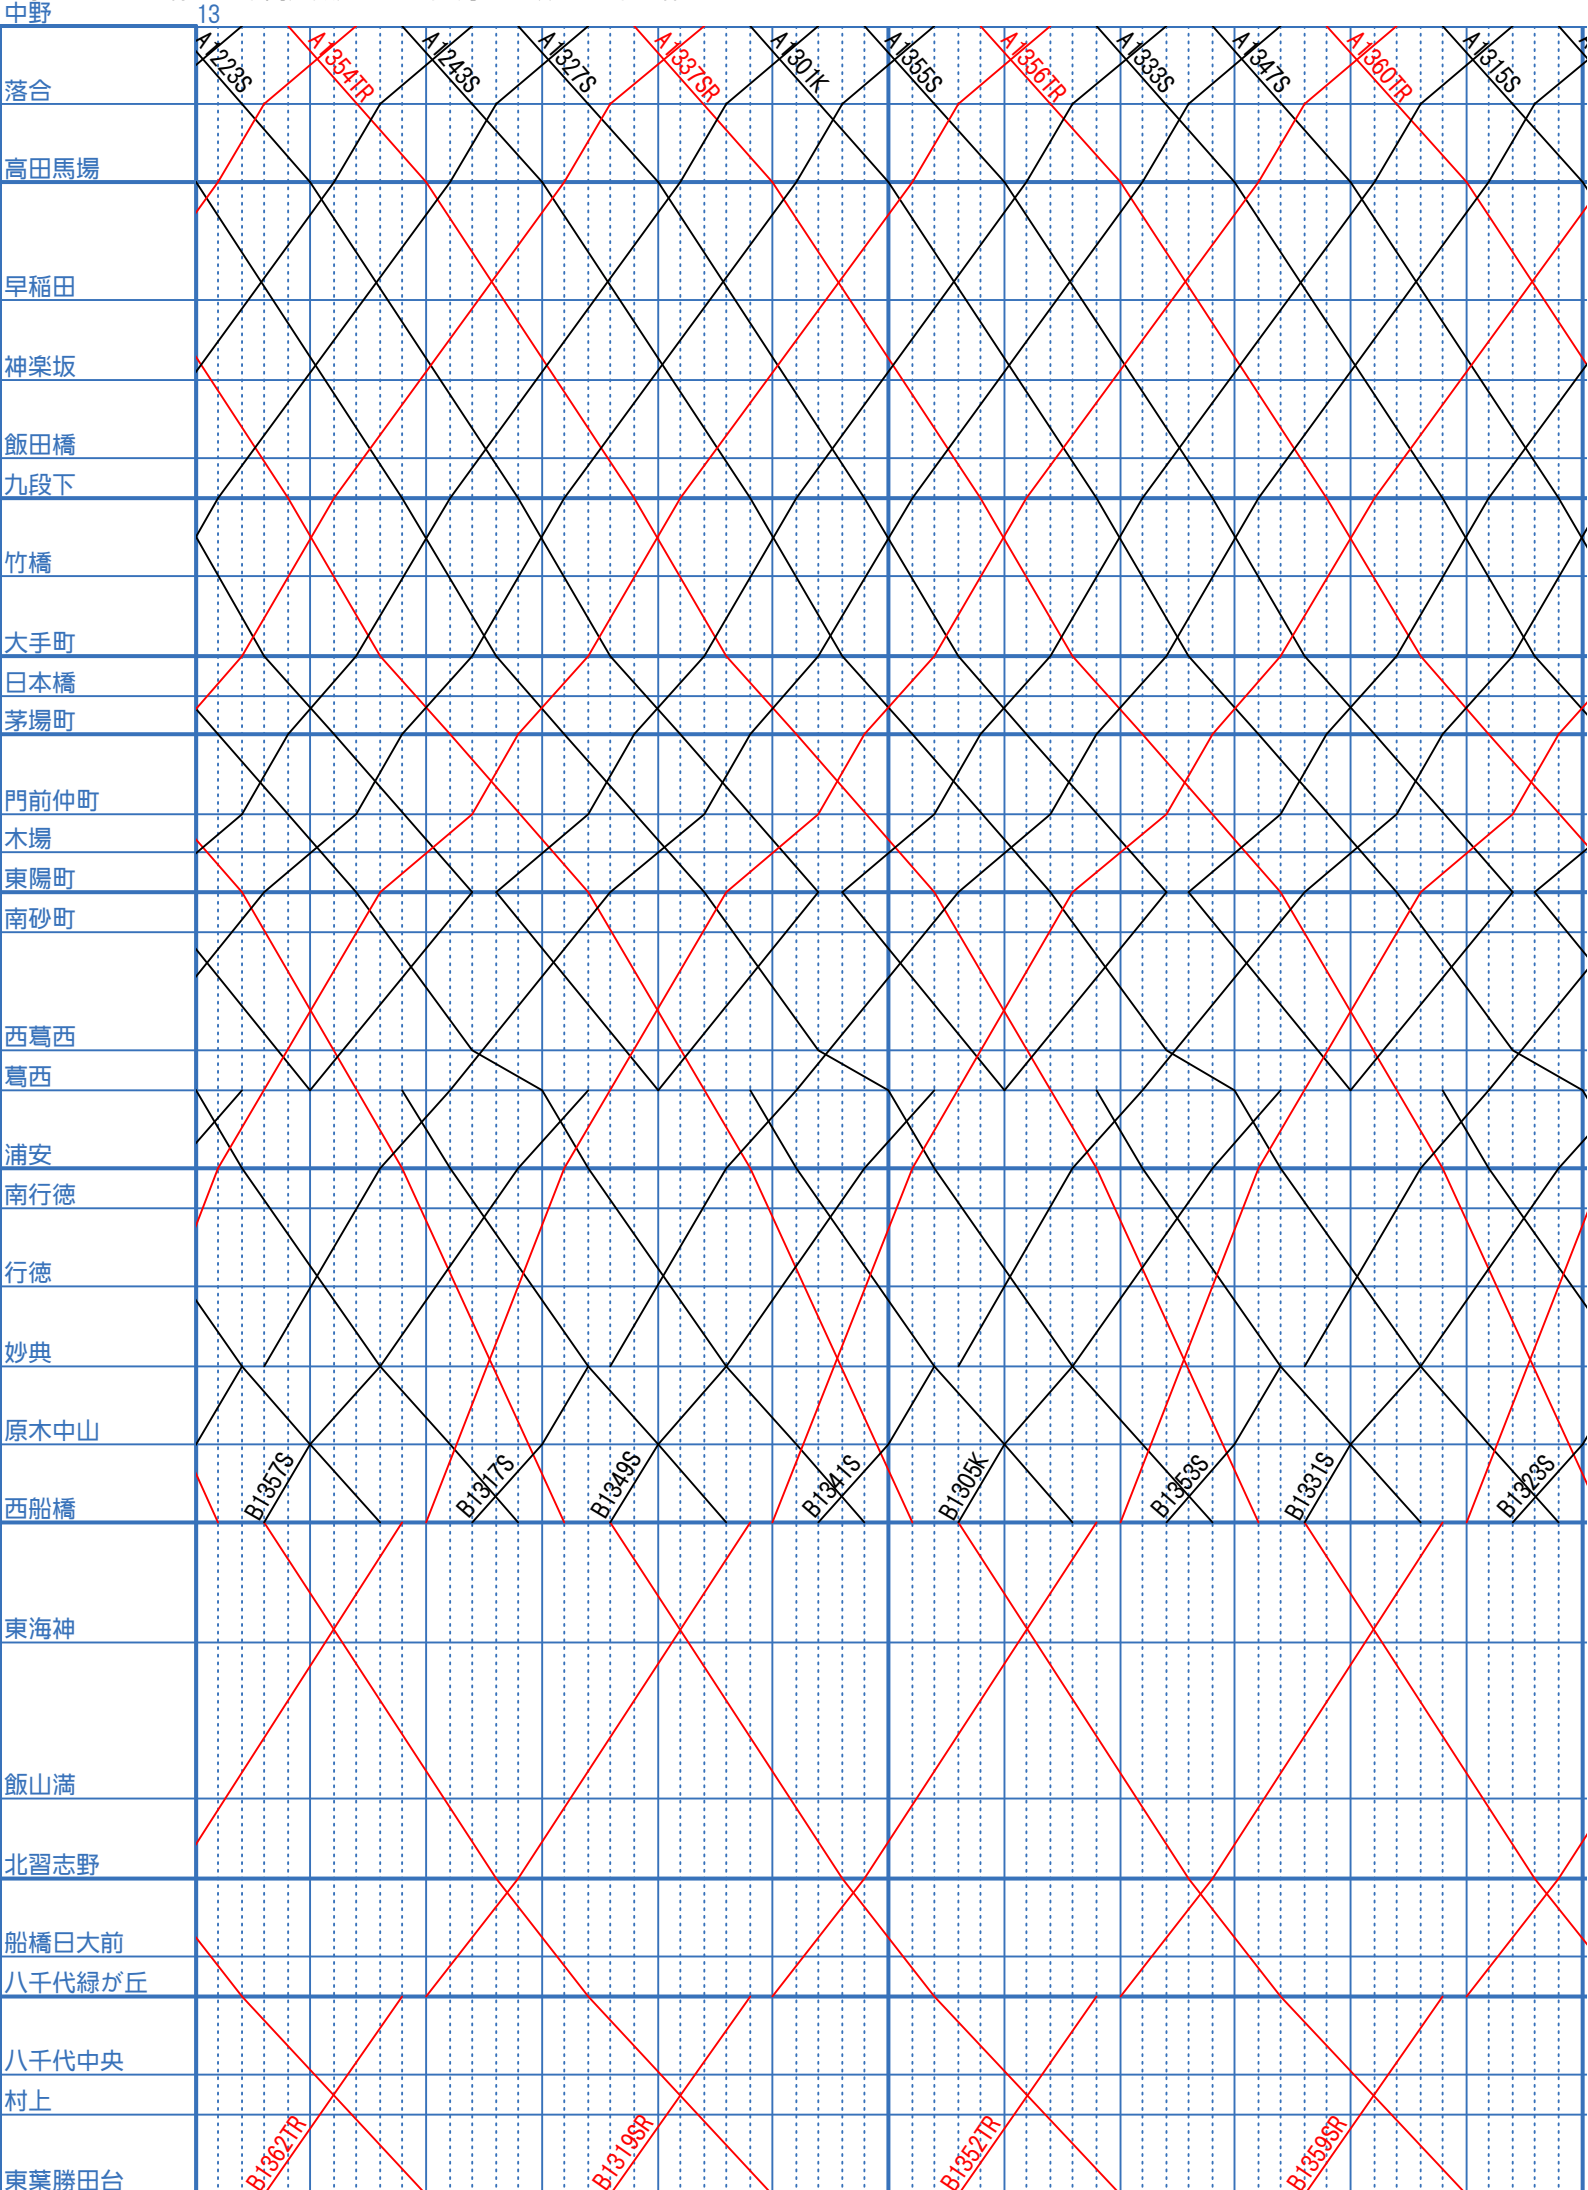 中野
13
A1223S
A1354TR
A1243S
A1327S
A1337SR
A1301K
A1355S
A1356TR
A1333S
A1347S
A1360TR
A1315S
落合
高田馬場
早稲田
神楽坂
飯田橋
九段下
竹橋
大手町
日本橋
茅場町
門前仲町
木場
東陽町
南砂町
西葛西
葛西
浦安
南行徳
行徳
妙典
原木中山
B1357S
B1317S
B1349S
B1341S
B1305K
B1353S
B1331S
B1323S
西船橋
東海神
飯山満
北習志野
船橋日大前
八千代緑が丘
八千代中央
村上
B1362TR
B1319SR
B1352TR
B1359SR
東葉勝田台